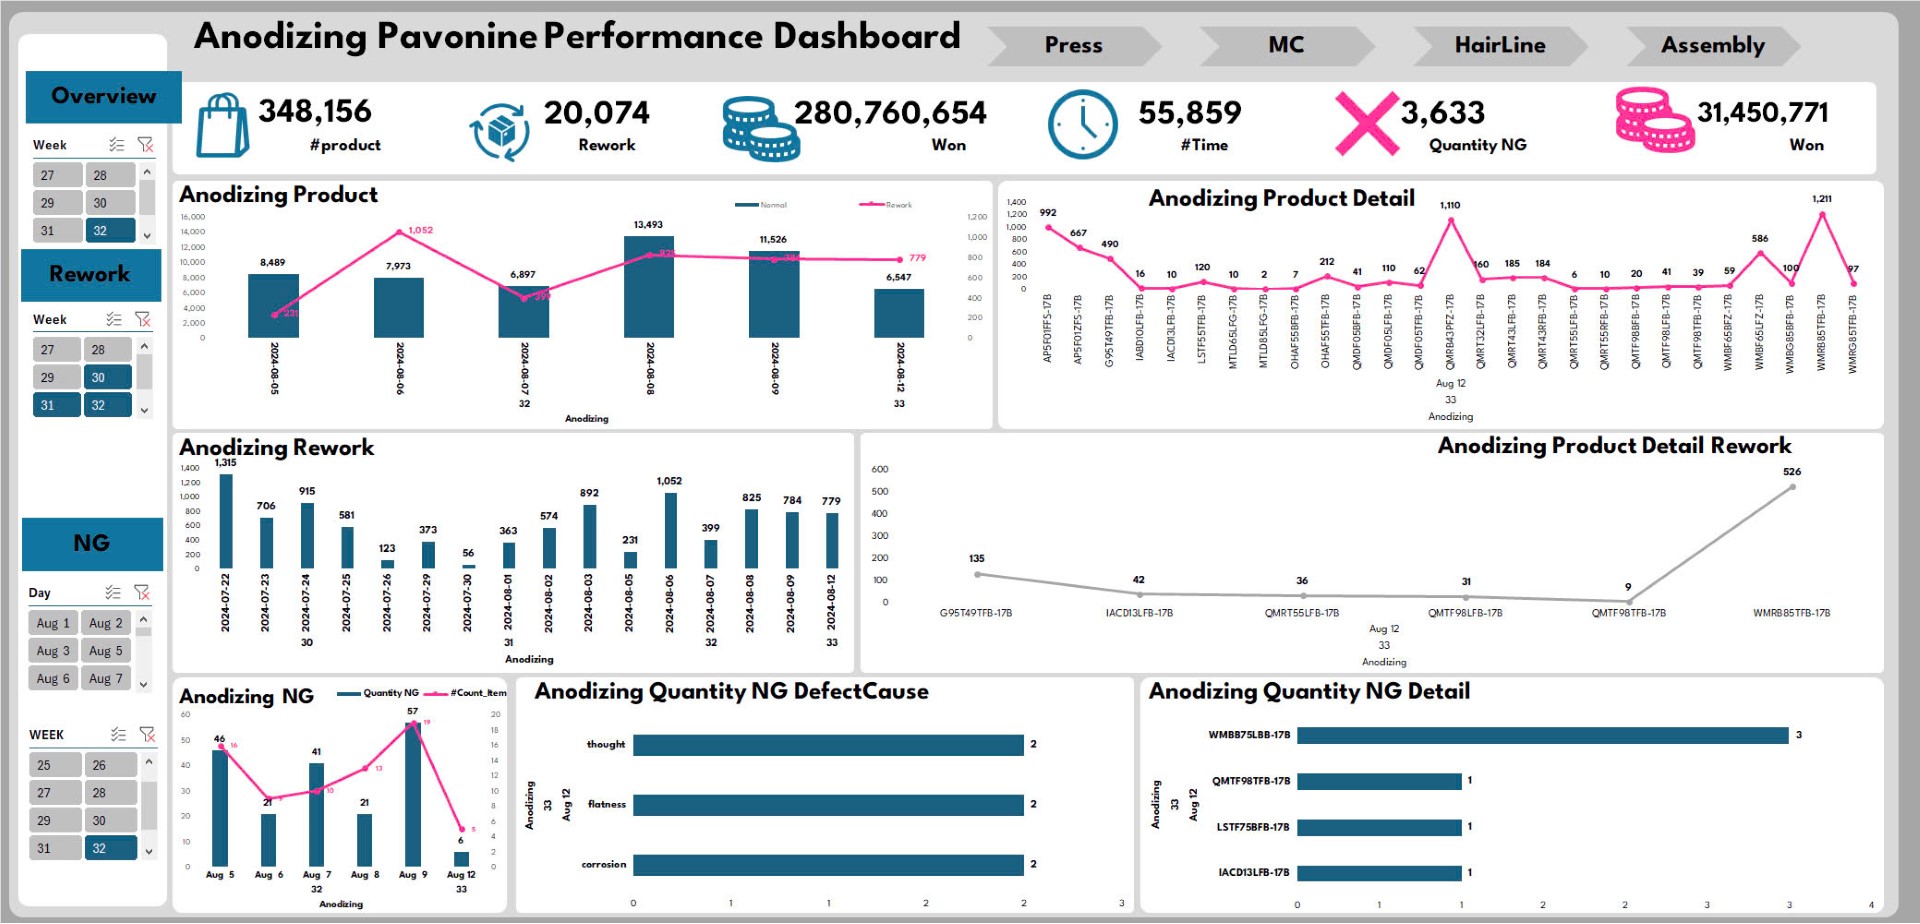 Anodizing Pavonine Performance Dashboard
Press
MC
HairLine
Assembly
Overview
348,156
#product
20,074
Rework
280,760,654
Won
55,859
#Time
3,633
Quantity NG
31,450,771
Won
Week
27 28
29 30
31 32
Rework
Week
27 28
29 30
31 32
NG
Day
Aug 1 Aug 2
Aug 3 Aug 5
Aug 6 Aug 7
WEEK
25 26
27 28
29 30
31 32
Anodizing Product
Normal Rework
16,000
14,000
12,000
10,000
8,000
6,000
4,000
2,000
0
1,200
1,000
800
600
400
200
0
8,489
7,973
6,897
13,493
11,526
6,547
231
1,052
399
825
784
779
2024-08-05
2024-08-06
2024-08-07
2024-08-08
2024-08-09
2024-08-12
32 33
Anodizing
Anodizing Product Detail
1,400
1,200
1,000
800
600
400
200
0
992
667
490
16
10
120
10
2
7
212
41
110
62
1,110
160
185
184
6
10
20
41
39
59
586
100
1,211
97
AP5F01FFS-17B
AP5F01ZFS-17B
G95T49TFB-17B
IABD10LFB-17B
IACD13LFB-17B
LSTF55TFB-17B
MTLD65LFG-17B
MTLD85LFG-17B
OHAF55BFB-17B
OHAF55TFB-17B
QMDF05BFB-17B
QMDF05LFB-17B
QMDF05TFB-17B
QMRB43PFZ-17B
QMRT32LFB-17B
QMRT43LFB-17B
QMRT43RFB-17B
QMRT55LFB-17B
QMRT55RFB-17B
QMTF98BFB-17B
QMTF98LFB-17B
QMTF98TFB-17B
WMBF65BFZ-17B
WMBF65LFZ-17B
WMBG85BFB-17B
WMRB85TFB-17B
WMRG85TFB-17B
Aug 12
33
Anodizing
Anodizing Rework
1,400
1,200
1,000
800
600
400
200
0
1,315
706
915
581
123
373
56
363
574
892
231
1,052
399
825
784
779
2024-07-22
2024-07-23
2024-07-24
2024-07-25
2024-07-26
2024-07-29
2024-07-30
2024-08-01
2024-08-02
2024-08-03
2024-08-05
2024-08-06
2024-08-07
2024-08-08
2024-08-09
2024-08-12
30 31 32 33
Anodizing
Anodizing Product Detail Rework
600
500
400
300
200
100
0
135
42
36
31
9
526
G95T49TFB-17B
IACD13LFB-17B
QMRT55LFB-17B
QMTF98LFB-17B
QMTF98TFB-17B
WMRB85TFB-17B
Aug 12
33
Anodizing
Anodizing NG
Quantity NG #Count_Item
60
50
40
30
20
10
0
20
18
16
14
12
10
8
6
4
2
0
46
21
41
21
57
6
16
9
10
13
19
5
Aug 5 Aug 6 Aug 7 Aug 8 Aug 9 Aug 12
32 33
Anodizing
Anodizing Quantity NG DefectCause
Anodizing
33
Aug 12
thought 2
flatness 2
corrosion 2
0 1 1 2 2 3
Anodizing Quantity NG Detail
Anodizing
33
Aug 12
WMBB75LBB-17B 3
QMTF98TFB-17B 1
LSTF75BFB-17B 1
IACD13LFB-17B 1
0 1 1 2 2 3 3 4